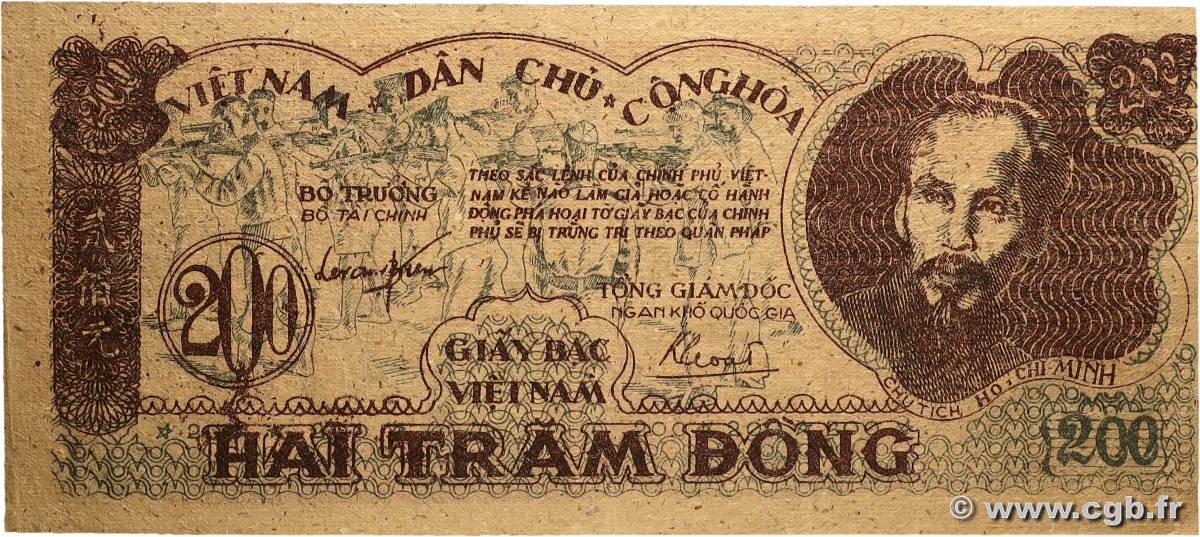 VIỆT NAM ★ DÂN CHỦ ★ CỘNG HÒA
200
BỘ TRƯỞNG
BỘ TÀI CHÍNH
THEO SẮC LỆNH CỦA CHÍNH PHỦ VIỆT-
NAM KẺ NÀO LÀM GIẢ HOẶC CÓ HÀNH
ĐỘNG PHÁ HOẠI TỜ GIẤY BẠC CỦA CHÍNH
PHỦ SẼ BỊ TRỪNG TRỊ THEO QUÂN PHÁP
200
TỔNG GIÁM ĐỐC
NGÂN KHỐ QUỐC GIA
GIẤY BẠC
VIỆT NAM
CHỦ TỊCH HỒ-CHÍ MINH
HAI TRĂM ĐỒNG
200
© www.cgb.fr